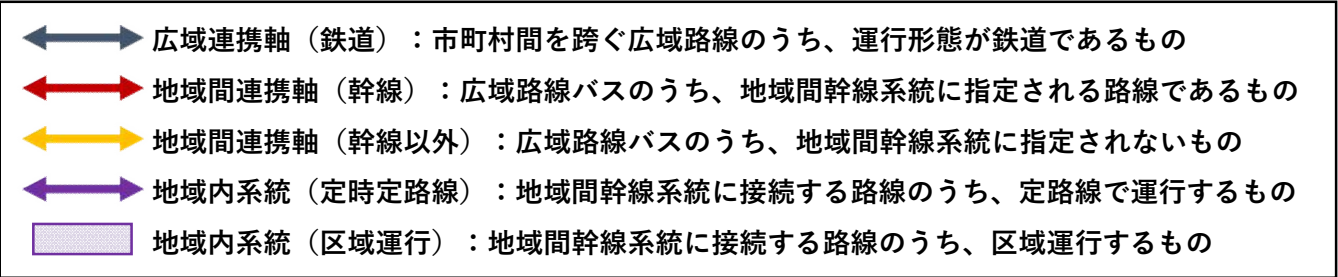 広域連携軸（鉄道）：市町村間を跨ぐ広域路線のうち、運行形態が鉄道であるもの
地域間連携軸（幹線）：広域路線バスのうち、地域間幹線系統に指定される路線であるもの
地域間連携軸（幹線以外）：広域路線バスのうち、地域間幹線系統に指定されないもの
地域内系統（定時定路線）：地域間幹線系統に接続する路線のうち、定路線で運行するもの
地域内系統（区域運行）：地域間幹線系統に接続する路線のうち、区域運行するもの